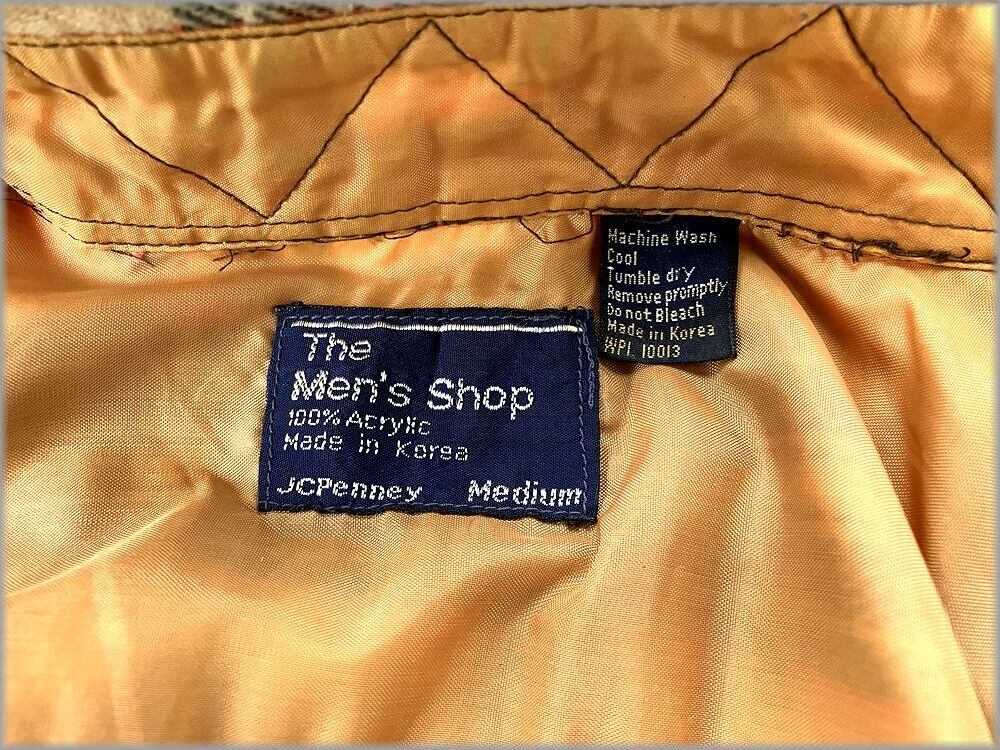 The
Men's Shop
100% Acrylic
Made in Korea
JCPenney Medium
Machine Wash
Cool
Tumble dry
Remove promptly
Do not Bleach
Made in Korea
WPL 10013